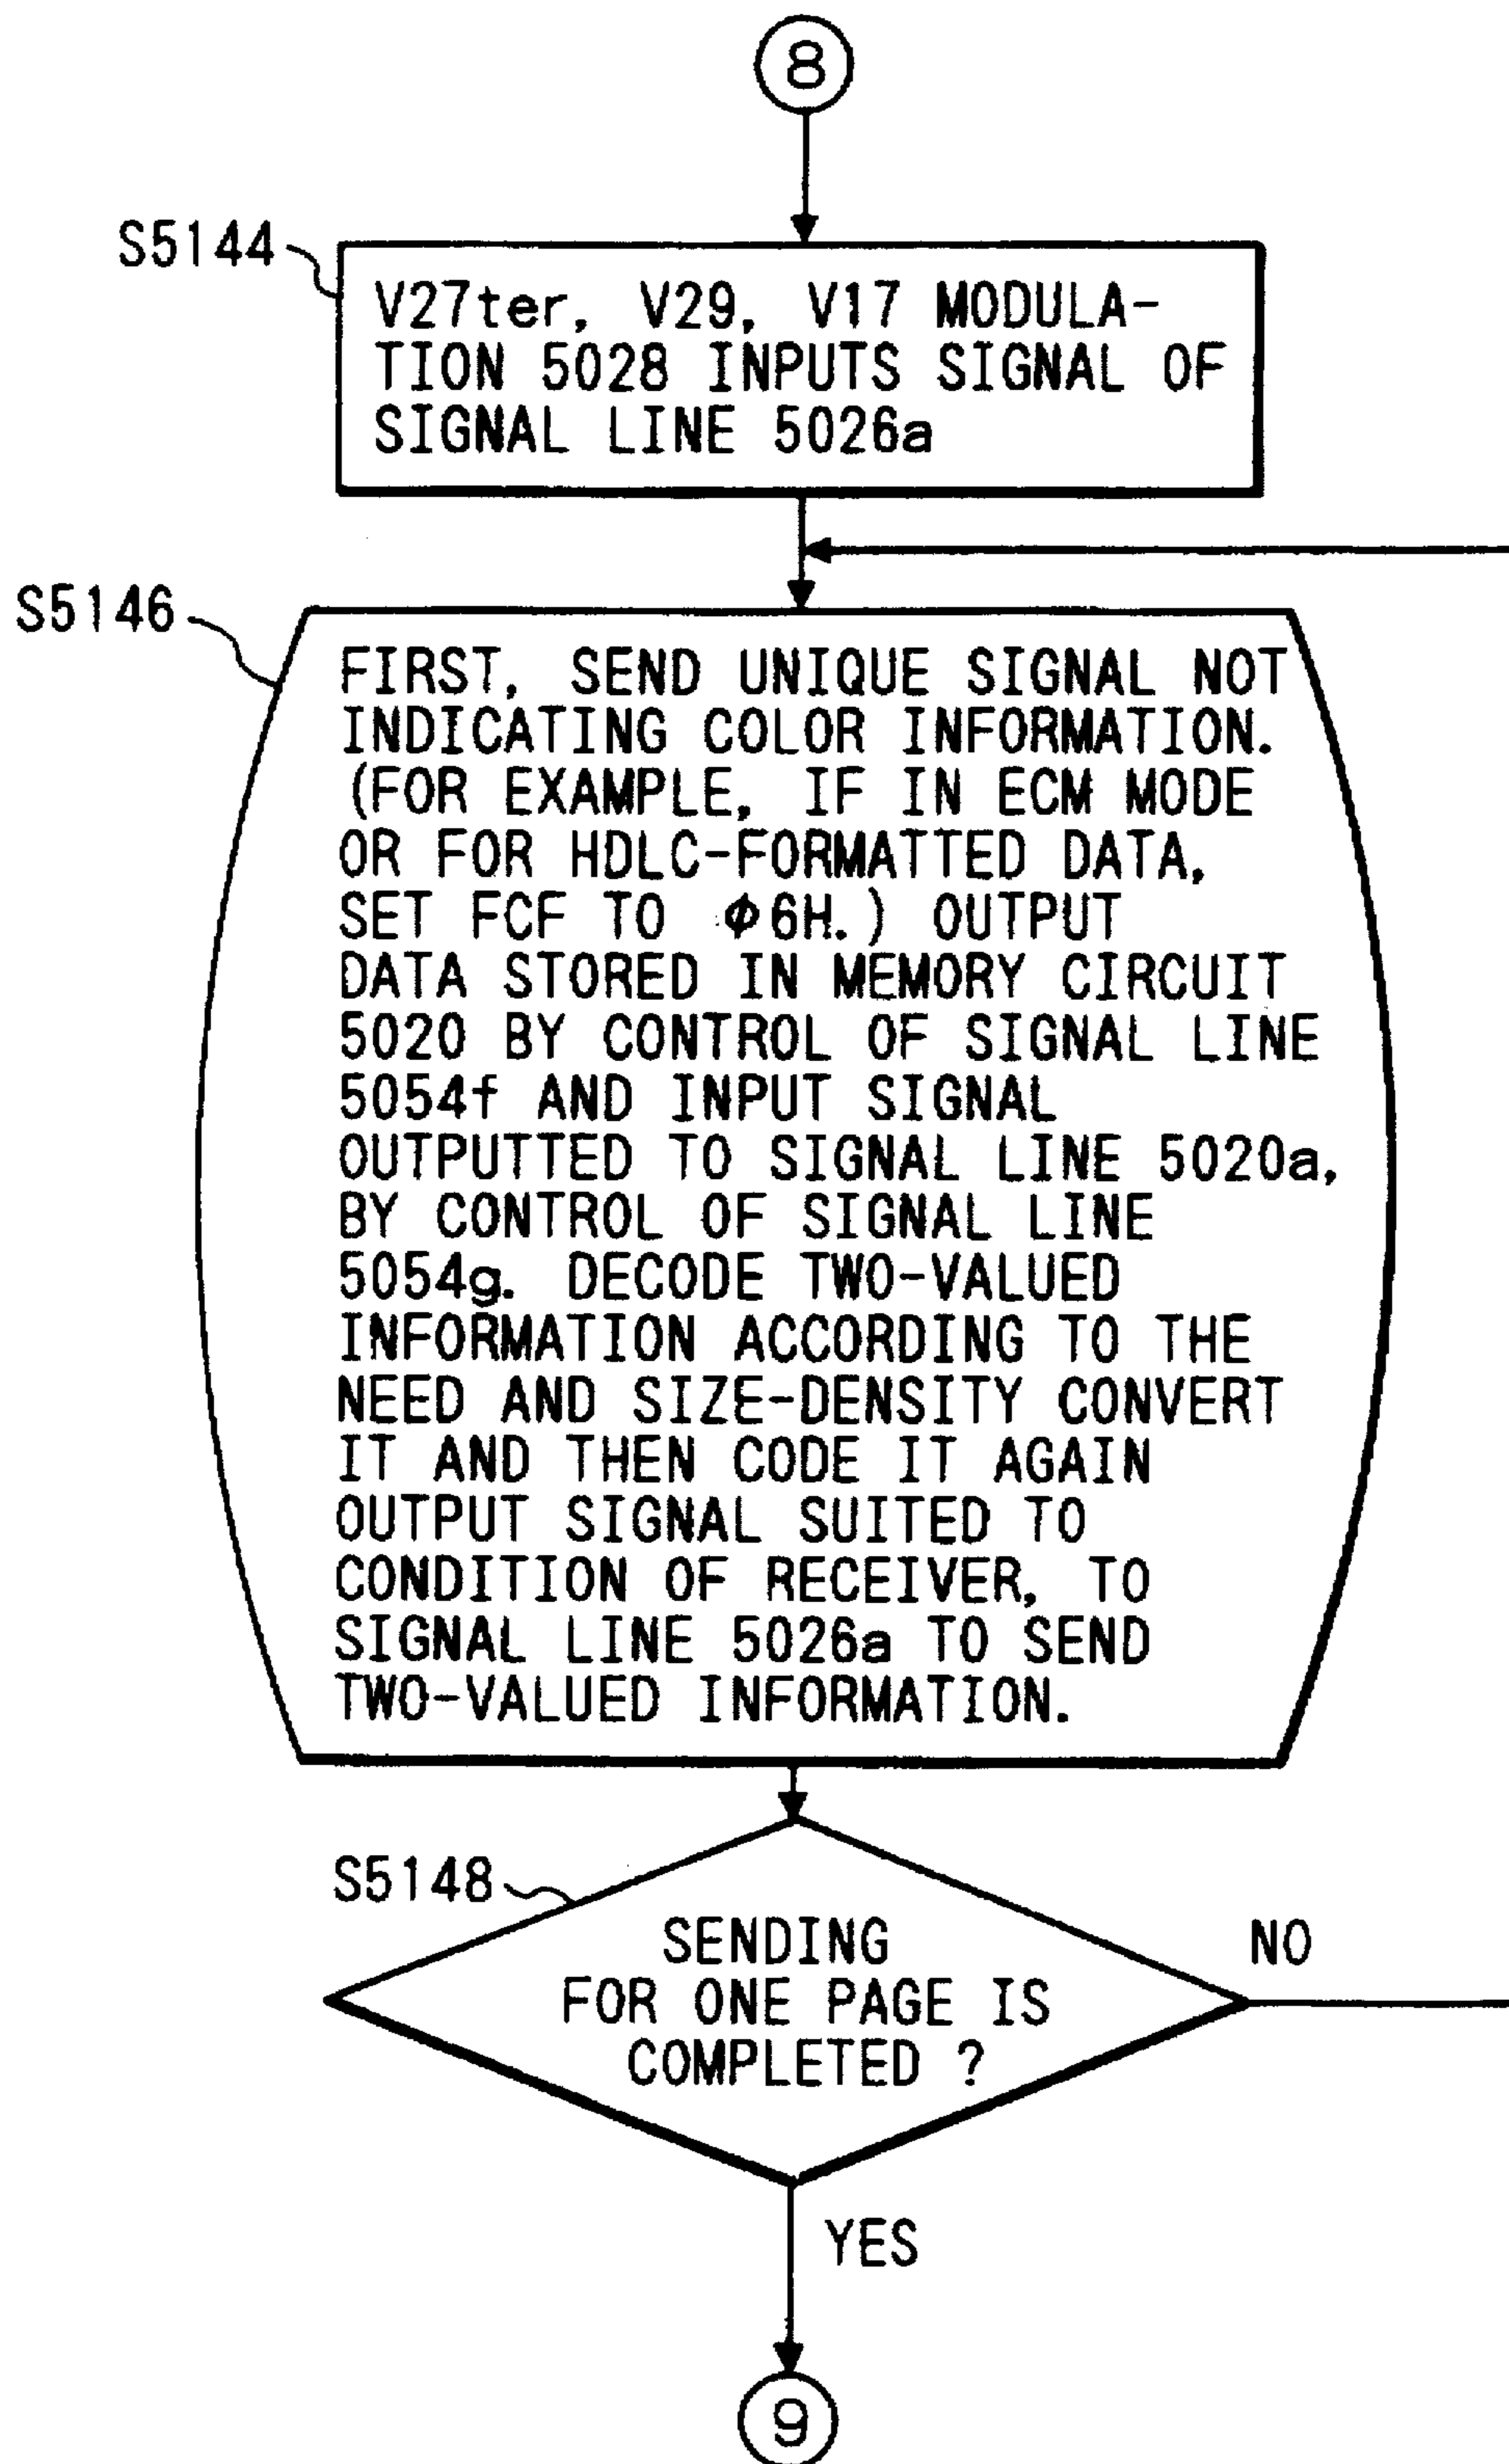 8
S5144
V27ter, V29, V17 MODULA-
TION 5028 INPUTS SIGNAL OF
SIGNAL LINE 5026a
S5146
FIRST, SEND UNIQUE SIGNAL NOT
INDICATING COLOR INFORMATION.
(FOR EXAMPLE, IF IN ECM MODE
OR FOR HDLC-FORMATTED DATA,
SET FCF TO ϕ6H.) OUTPUT
DATA STORED IN MEMORY CIRCUIT
5020 BY CONTROL OF SIGNAL LINE
5054f AND INPUT SIGNAL
OUTPUTTED TO SIGNAL LINE 5020a,
BY CONTROL OF SIGNAL LINE
5054g. DECODE TWO-VALUED
INFORMATION ACCORDING TO THE
NEED AND SIZE-DENSITY CONVERT
IT AND THEN CODE IT AGAIN
OUTPUT SIGNAL SUITED TO
CONDITION OF RECEIVER, TO
SIGNAL LINE 5026a TO SEND
TWO-VALUED INFORMATION.
S5148
SENDING
FOR ONE PAGE IS
COMPLETED ?
NO
YES
9